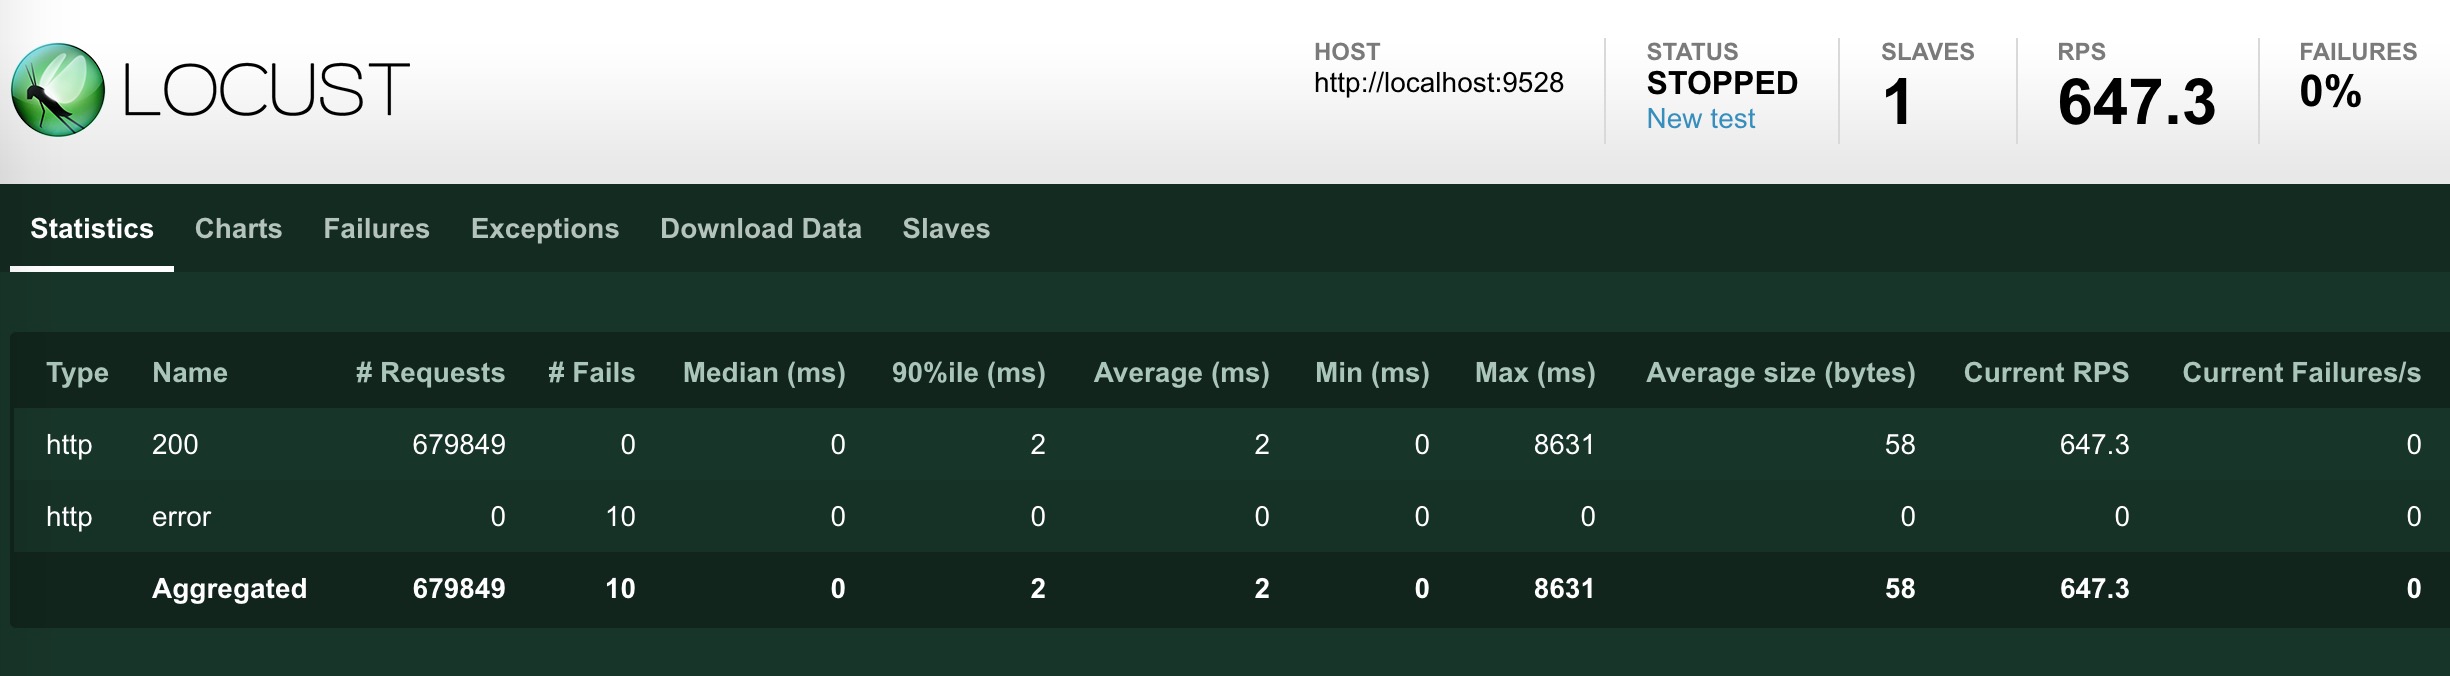 LOCUST
HOST
http://localhost:9528
STATUS
STOPPED
New test
SLAVES
1
RPS
647.3
FAILURES
0%
Statistics Charts Failures Exceptions Download Data Slaves
Type Name # Requests # Fails Median (ms) 90%ile (ms) Average (ms) Min (ms) Max (ms) Average size (bytes) Current RPS Current Failures/s
http 200 679849 0 0 2 2 0 8631 58 647.3 0
http error 0 10 0 0 0 0 0 0 0 0
Aggregated 679849 10 0 2 2 0 8631 58 647.3 0